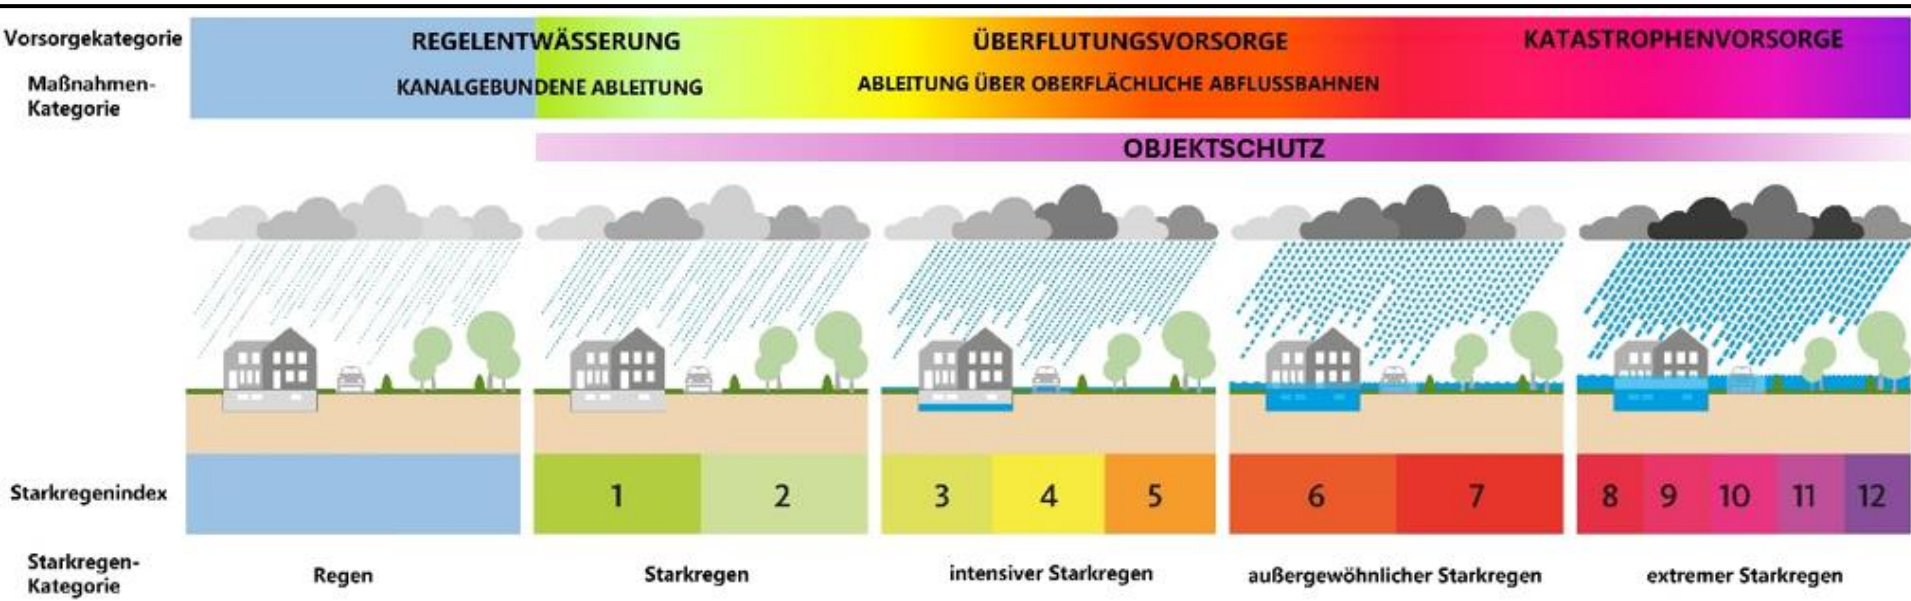 Vorsorgekategorie
REGELENTWÄSSERUNG
ÜBERFLUTUNGSVORSORGE
KATASTROPHENVORSORGE
Maßnahmen-
Kategorie
KANALGEBUNDENE ABLEITUNG
ABLEITUNG ÜBER OBERFLÄCHLICHE ABFLUSSBAHNEN
OBJEKTSCHUTZ
Starkregenindex
1
2
3
4
5
6
7
8
9
10
11
12
Starkregen-
Kategorie
Regen
Starkregen
intensiver Starkregen
außergewöhnlicher Starkregen
extremer Starkregen